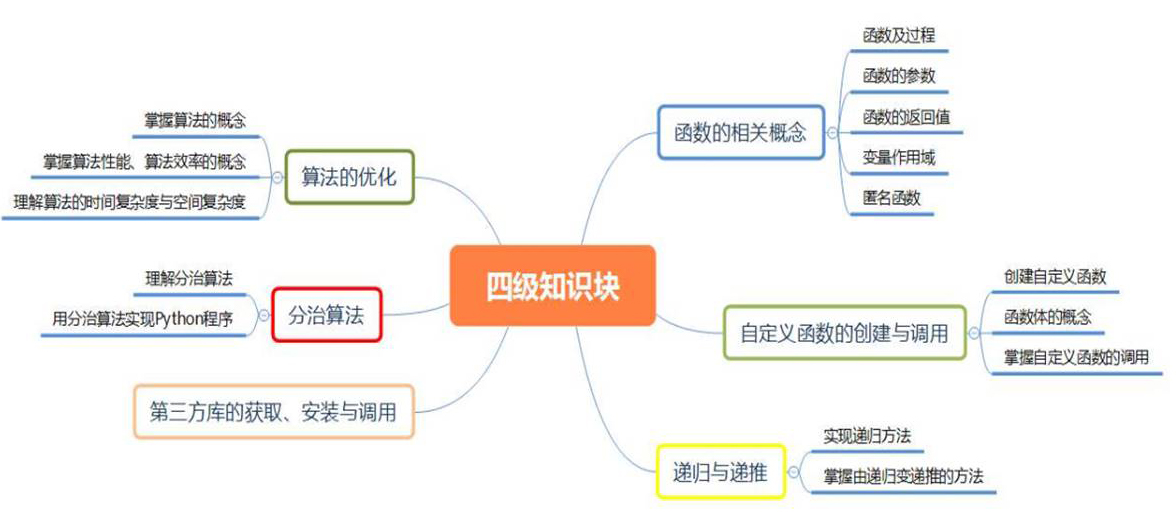 四级知识块
函数的相关概念
函数及过程
函数的参数
函数的返回值
变量作用域
匿名函数
自定义函数的创建与调用
创建自定义函数
函数体的概念
掌握自定义函数的调用
递归与递推
实现递归方法
掌握由递归变递推的方法
算法的优化
掌握算法的概念
掌握算法性能、算法效率的概念
理解算法的时间复杂度与空间复杂度
分治算法
理解分治算法
用分治算法实现Python程序
第三方库的获取、安装与调用